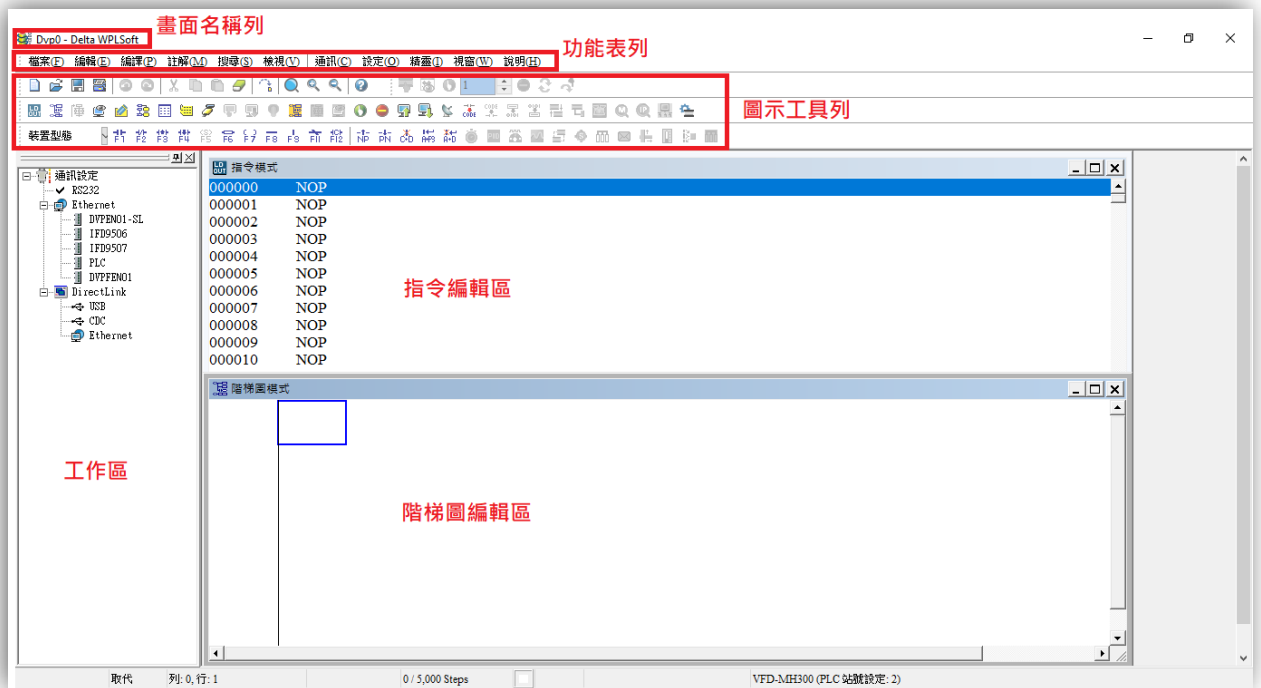 畫面名稱列
Dvp0 - Delta WPLSoft
功能表列
檔案(F) 編輯(E) 編譯(P) 註解(M) 搜尋(S) 檢視(V) 通訊(C) 設定(O) 精靈(I) 視窗(W) 說明(H)
1
圖示工具列
裝置型態 F1 F2 F3 F4 F5 F6 F7 F8 F9 F11 F12 NP PN
通訊設定
RS232
Ethernet
DVPEN01-SL
IFD9506
IFD9507
PLC
DVPFEN01
DirectLink
USB
CDC
Ethernet
工作區
指令模式
000000 NOP
000001 NOP
000002 NOP
000003 NOP
000004 NOP
000005 NOP
000006 NOP
000007 NOP
000008 NOP
000009 NOP
000010 NOP
指令編輯區
階梯圖模式
階梯圖編輯區
取代 列: 0, 行: 1 0 / 5,000 Steps VFD-MH300 (PLC 站號設定: 2)